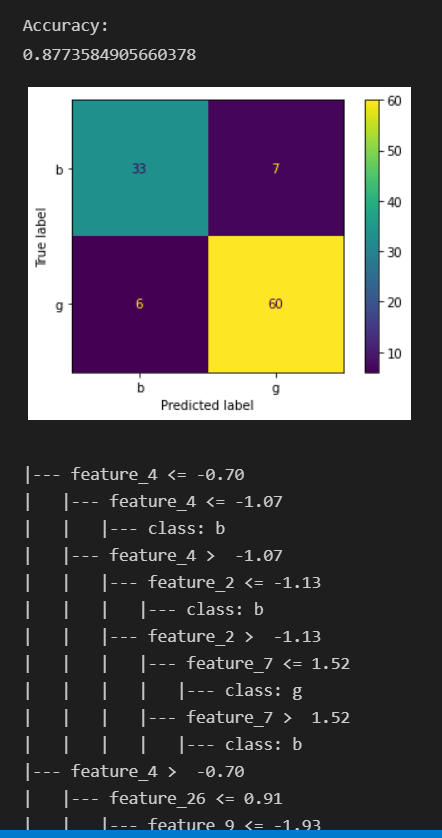 Accuracy:
0.8773584905660378
60
50
b
33
7
40
True label
30
g
6
60
20
10
b
g
Predicted label
|--- feature_4 <= -0.70
|   |--- feature_4 <= -1.07
|   |   |--- class: b
|   |--- feature_4 >  -1.07
|   |   |--- feature_2 <= -1.13
|   |   |   |--- class: b
|   |   |--- feature_2 >  -1.13
|   |   |   |--- feature_7 <= 1.52
|   |   |   |   |--- class: g
|   |   |   |--- feature_7 >  1.52
|   |   |   |   |--- class: b
|--- feature_4 >  -0.70
|   |--- feature_26 <= 0.91
|   |   |--- feature_9 <= -1.93